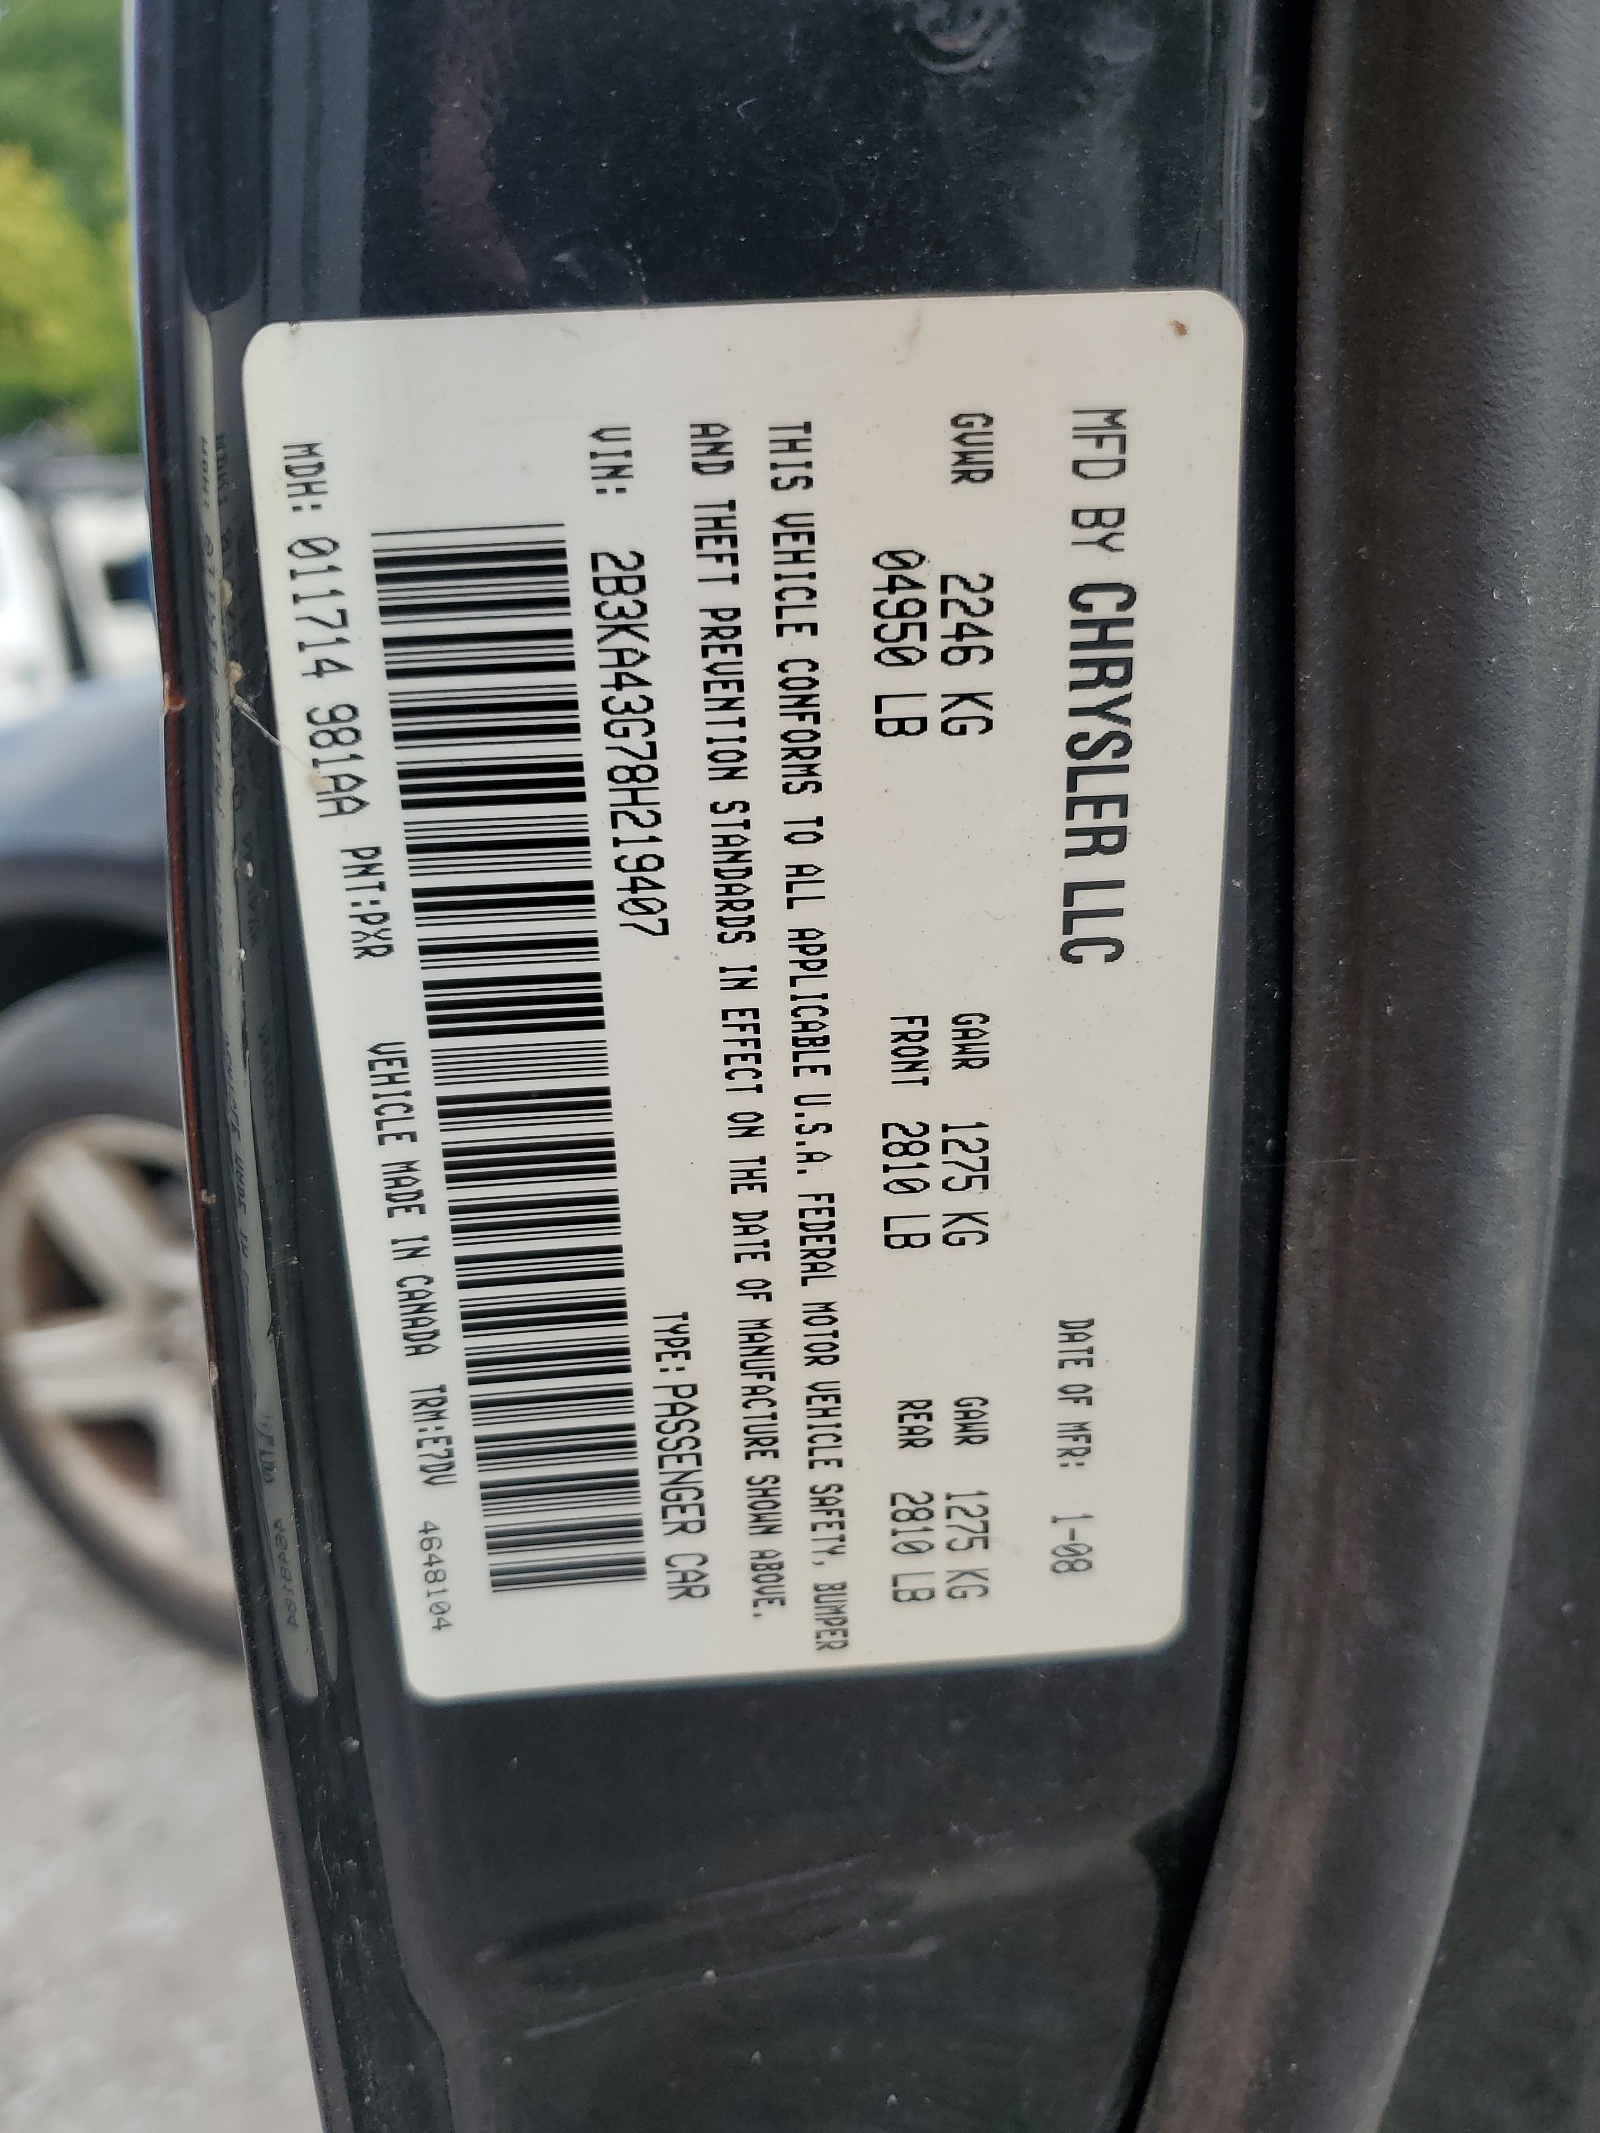 MFD BY CHRYSLER LLC DATE OF MFR: 1-08
GVWR 2246 KG GAWR 1275 KG GAWR 1275 KG
04950 LB FRONT 2810 LB REAR 2810 LB
THIS VEHICLE CONFORMS TO ALL APPLICABLE U.S.A. FEDERAL MOTOR VEHICLE SAFETY, BUMPER
AND THEFT PREVENTION STANDARDS IN EFFECT ON THE DATE OF MANUFACTURE SHOWN ABOVE.
VIN: 2B3KA43G78H219407 TYPE: PASSENGER CAR
MDH: 011714 981AA PNT:PXR VEHICLE MADE IN CANADA TRM:E7DV 4648104